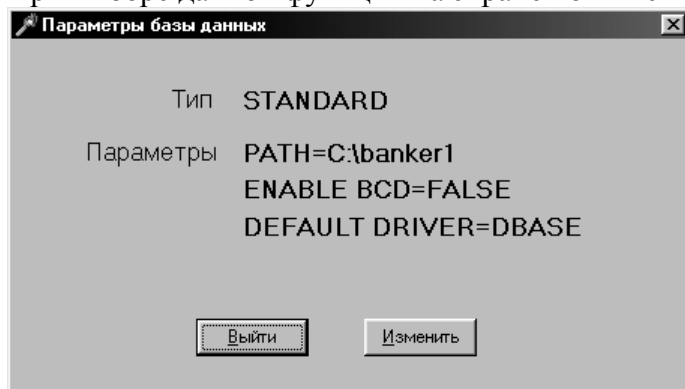 Параметры базы данных
Тип STANDARD
Параметры PATH=C:\banker1
ENABLE BCD=FALSE
DEFAULT DRIVER=DBASE
Выйти Изменить